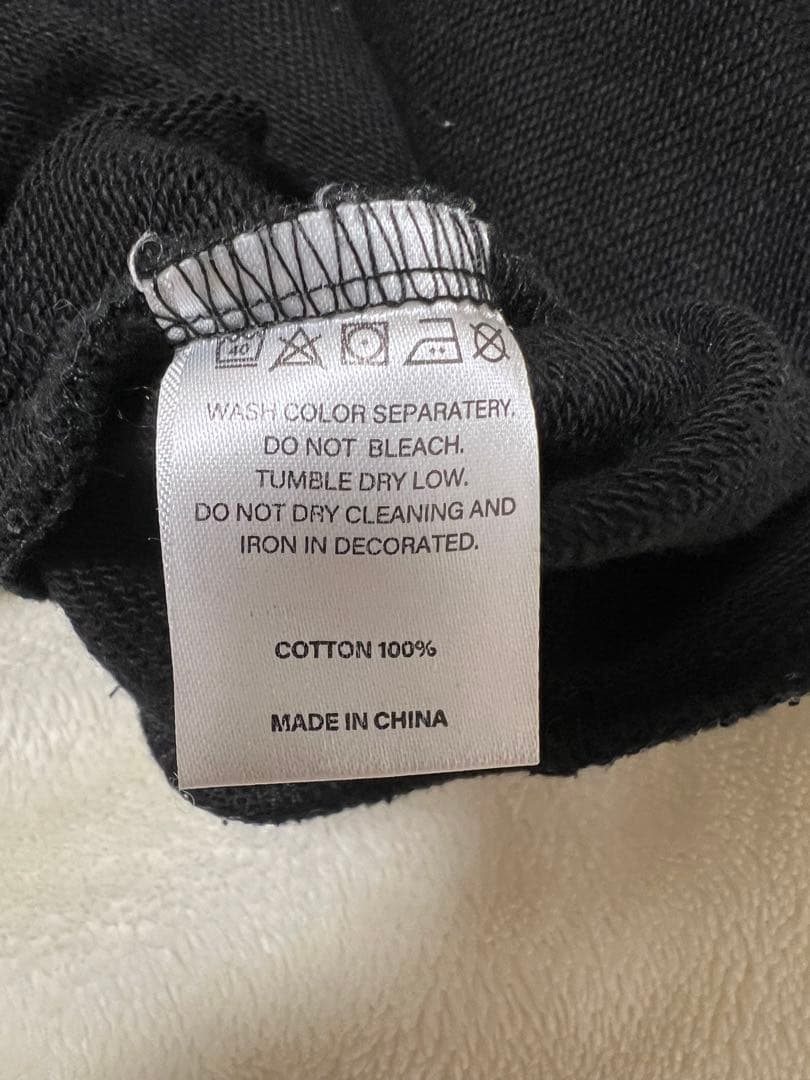 40
WASH COLOR SEPARATERY.
DO NOT BLEACH.
TUMBLE DRY LOW.
DO NOT DRY CLEANING AND
IRON IN DECORATED.
COTTON 100%
MADE IN CHINA